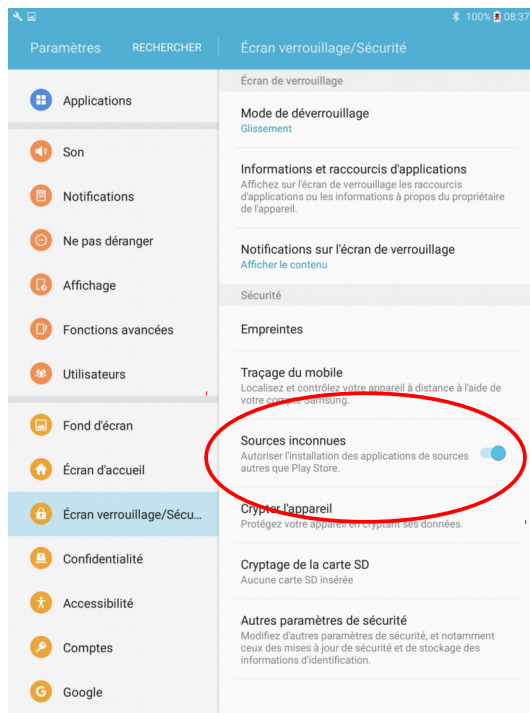 100% 08:37
Paramètres RECHERCHER
Écran verrouillage/Sécurité
Applications
Son
Notifications
Ne pas déranger
Affichage
Fonctions avancées
Utilisateurs
Fond d'écran
Écran d'accueil
Écran verrouillage/Sécu...
Confidentialité
Accessibilité
Comptes
Google
Écran de verrouillage
Mode de déverrouillage
Glissement
Informations et raccourcis d'applications
Affichez sur l'écran de verrouillage les raccourcis
d'applications ou les informations à propos du propriétaire
de l'appareil.
Notifications sur l'écran de verrouillage
Afficher le contenu
Sécurité
Empreintes
Traçage du mobile
Localisez et contrôlez votre appareil à distance à l'aide de
votre compte Samsung.
Sources inconnues
Autoriser l'installation des applications de sources
autres que Play Store.
Crypter l'appareil
Protégez votre appareil en cryptant ses données.
Cryptage de la carte SD
Aucune carte SD insérée
Autres paramètres de sécurité
Modifiez d'autres paramètres de sécurité, et notamment
ceux des mises à jour de sécurité et de stockage des
informations d'identification.